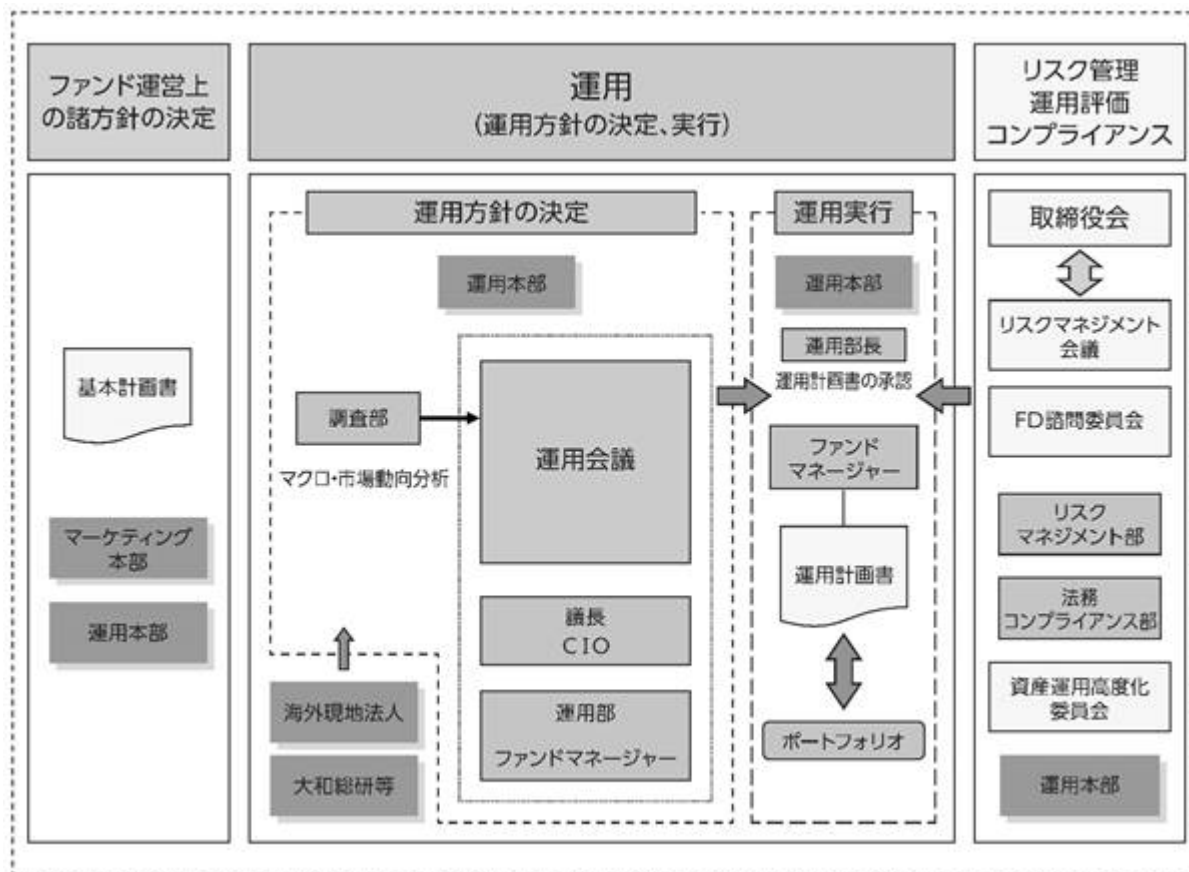 ファンド運営上
の諸方針の決定
運用
(運用方針の決定、実行)
リスク管理
運用評価
コンプライアンス
基本計画書
マーケティング
本部
運用本部
運用方針の決定
運用本部
調査部
マクロ・市場動向分析
運用会議
議長
CIO
運用部
ファンドマネージャー
海外現地法人
大和総研等
運用実行
運用本部
運用部長
運用計画書の承認
ファンド
マネージャー
運用計画書
ポートフォリオ
取締役会
リスクマネジメント
会議
FD諮問委員会
リスク
マネジメント部
法務
コンプライアンス部
資産運用高度化
委員会
運用本部